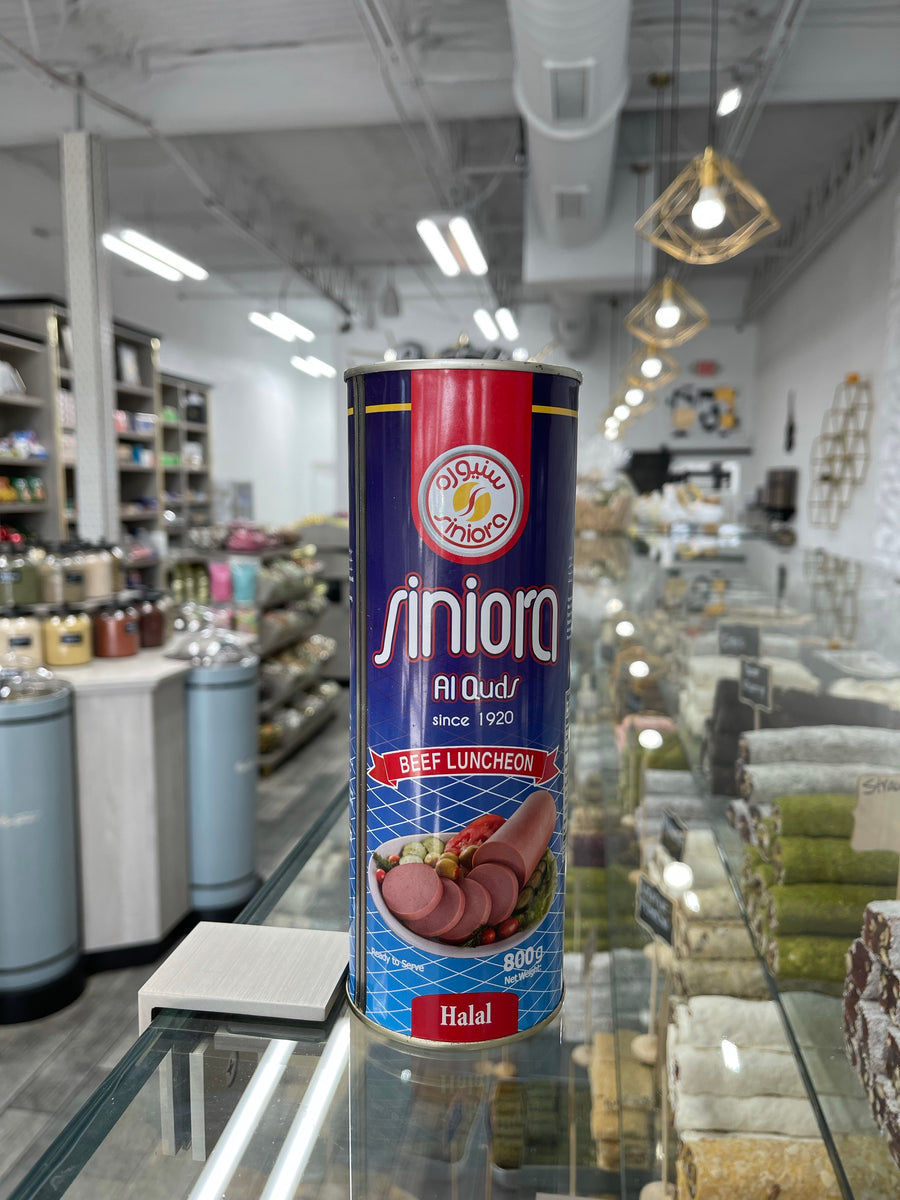 سنيورة
siniora
siniora
Al Quds
since 1920
BEEF LUNCHEON
Ready to Serve
800g
Net Weight
Halal